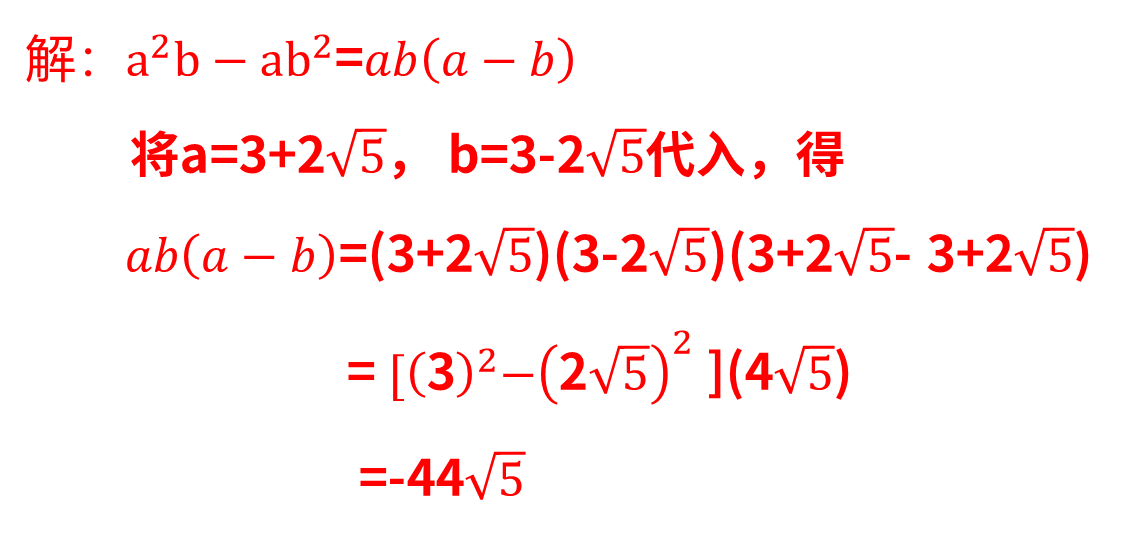 解：a²b − ab²=ab(a − b)
将a=3+2√5， b=3-2√5代入，得
ab(a − b)=(3+2√5)(3-2√5)(3+2√5- 3+2√5)
= [(3)²−(2√5)² ](4√5)
=-44√5